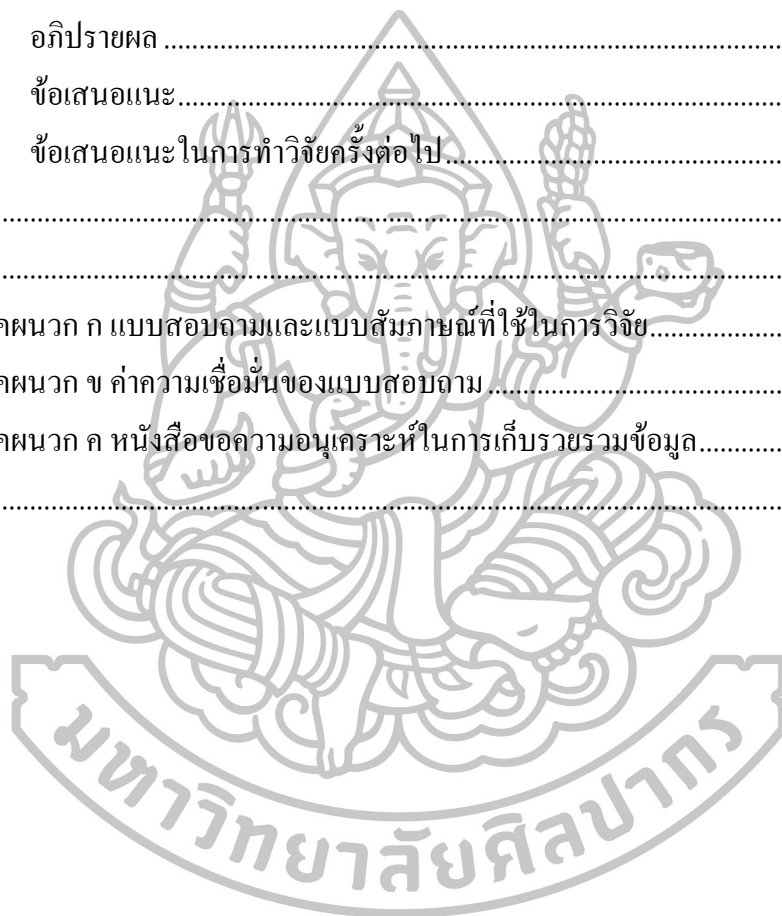 อภิปรายผล ................................................................................................
ข้อเสนอแนะ................................................................................................
ข้อเสนอแนะในการทำวิจัยครั้งต่อไป................................................................
................................................................................................................
................................................................................................................
คผนวก ก แบบสอบถามและแบบสัมภาษณ์ที่ใช้ในการวิจัย...............
คผนวก ข ค่าความเชื่อมั่นของแบบสอบถาม ......................................
คผนวก ค หนังสือขอความอนุเคราะห์ในการเก็บรวยรวมข้อมูล............
................................................................................................................
มหาวิทยาลัยศิลปากร